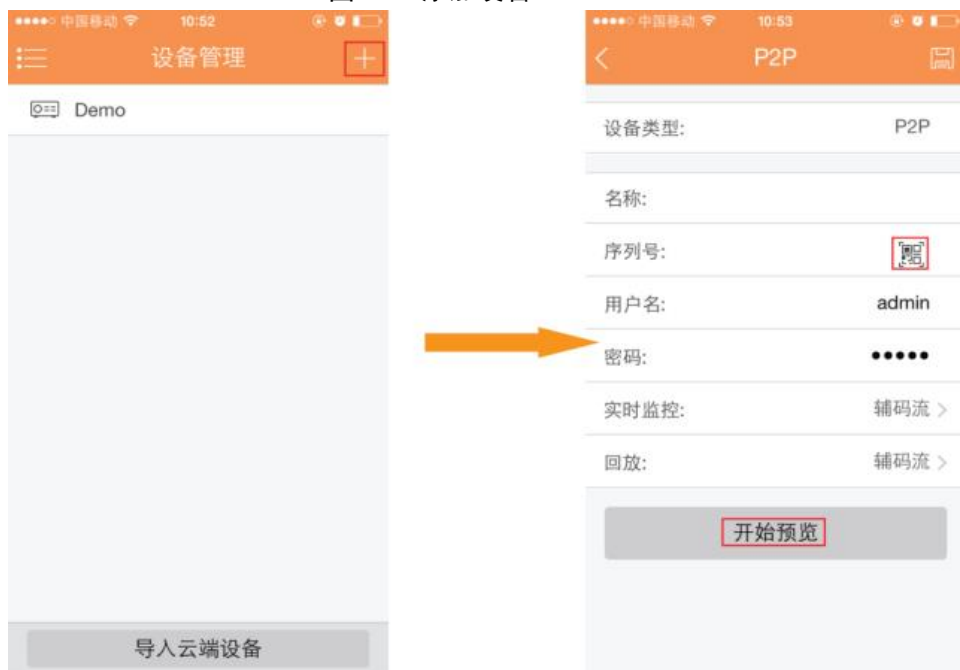 中国移动 10:52
设备管理
Demo
导入云端设备
中国移动 10:53
P2P
设备类型: P2P
名称:
序列号:
用户名: admin
密码: •••••
实时监控: 辅码流
回放: 辅码流
开始预览